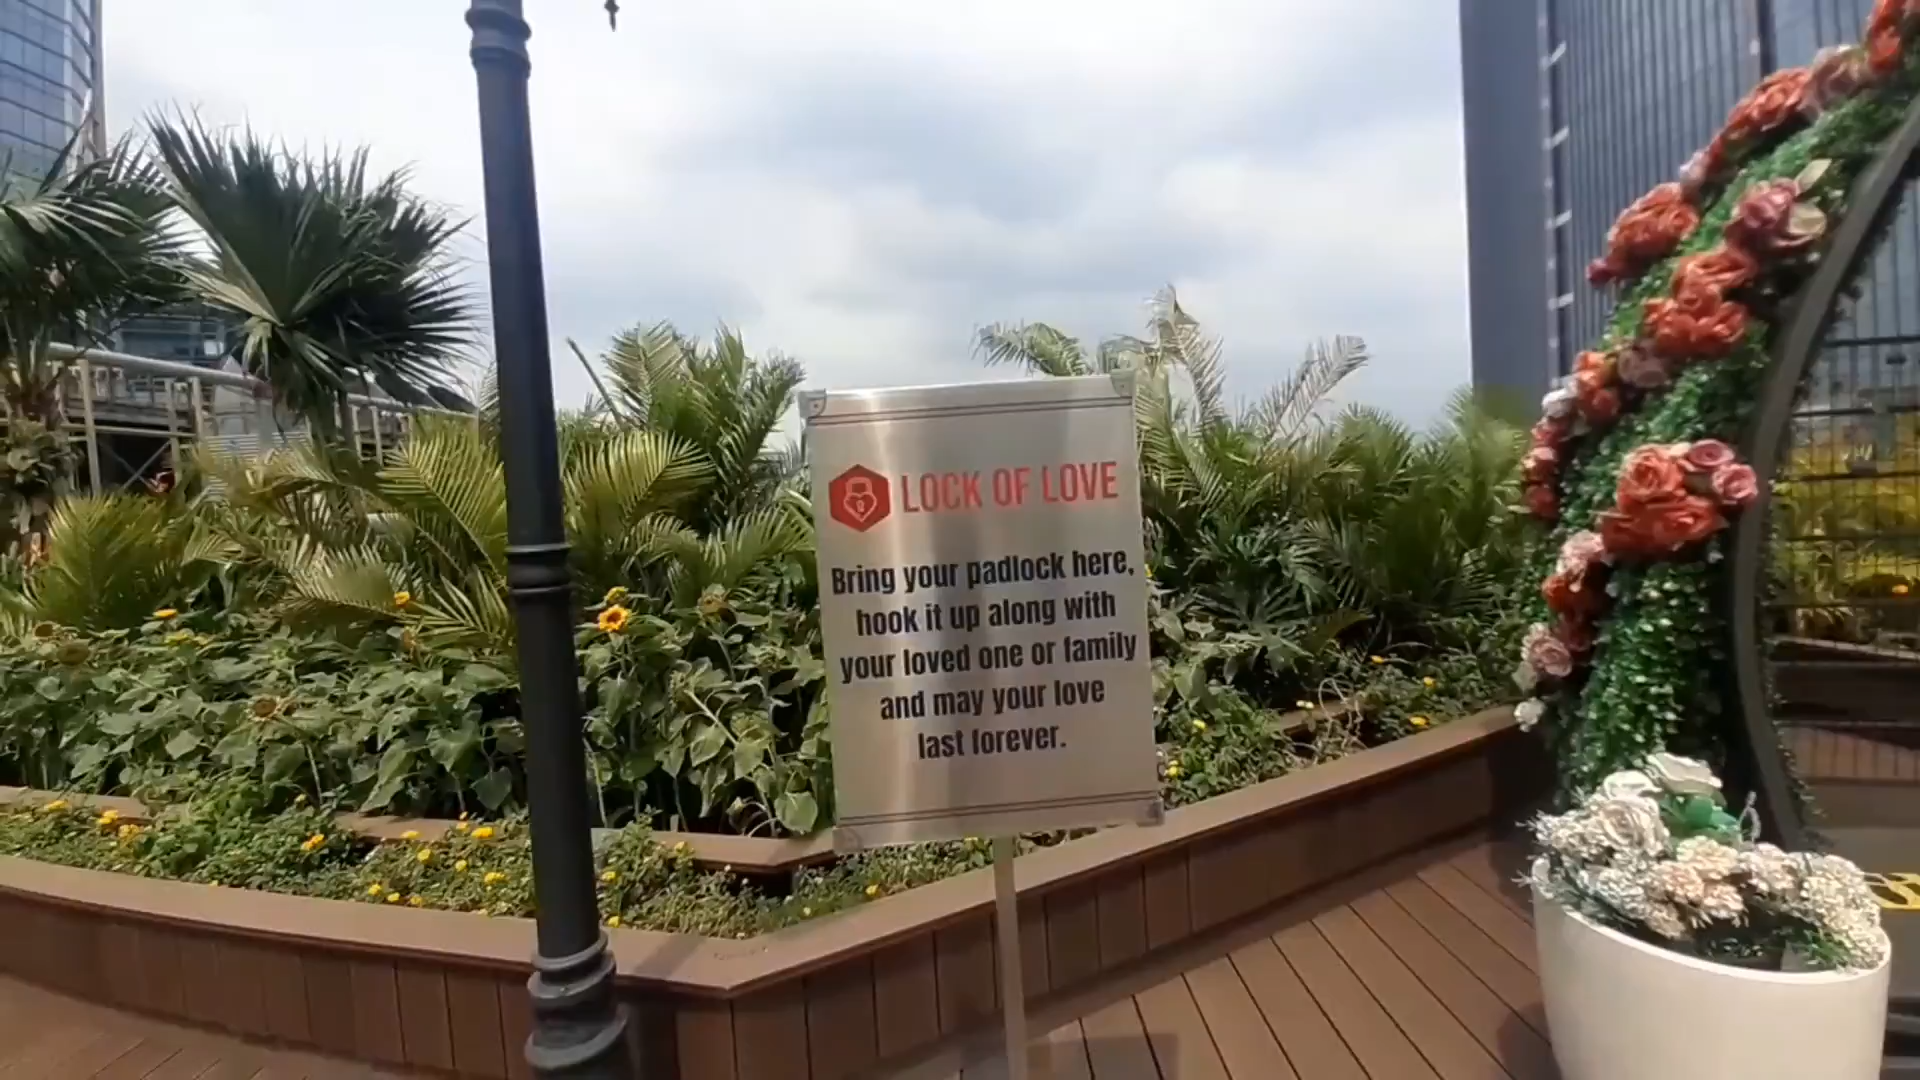 LOCK OF LOVE
Bring your padlock here,
hook it up along with
your loved one or family
and may your love
last forever.